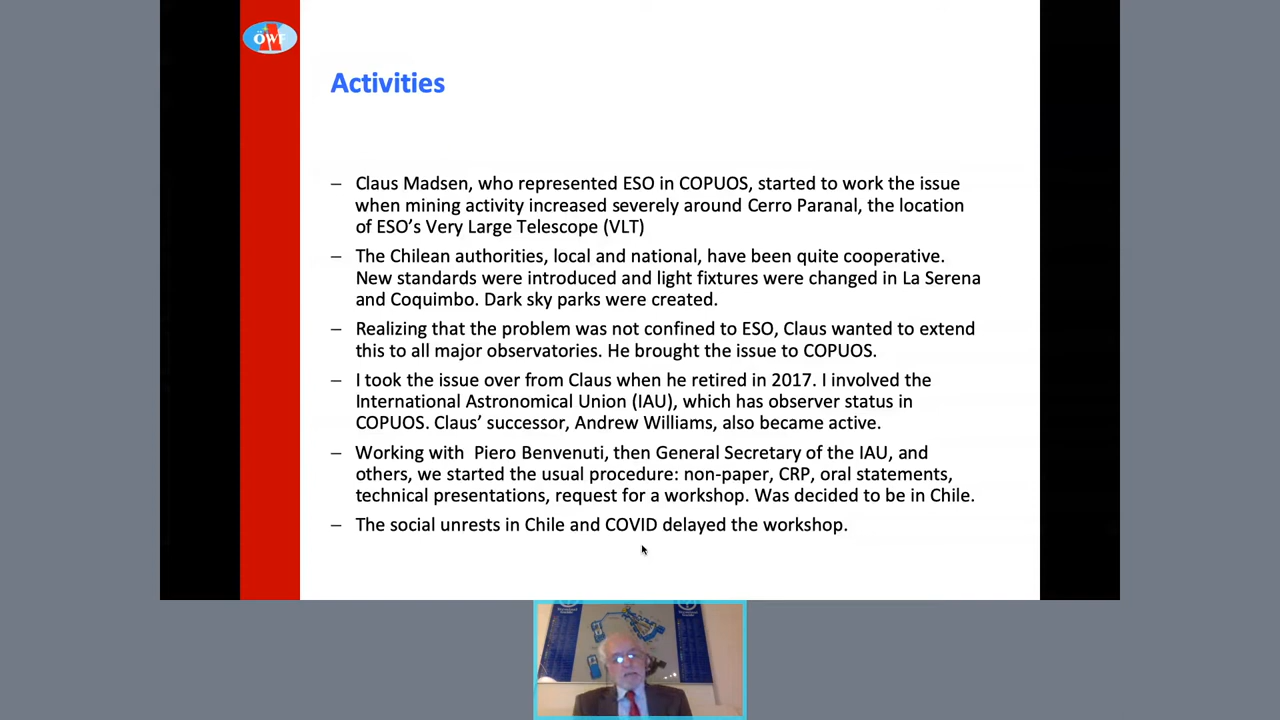 ÖWF
Activities
– Claus Madsen, who represented ESO in COPUOS, started to work the issue
when mining activity increased severely around Cerro Paranal, the location
of ESO’s Very Large Telescope (VLT)
– The Chilean authorities, local and national, have been quite cooperative.
New standards were introduced and light fixtures were changed in La Serena
and Coquimbo. Dark sky parks were created.
– Realizing that the problem was not confined to ESO, Claus wanted to extend
this to all major observatories. He brought the issue to COPUOS.
– I took the issue over from Claus when he retired in 2017. I involved the
International Astronomical Union (IAU), which has observer status in
COPUOS. Claus’ successor, Andrew Williams, also became active.
– Working with  Piero Benvenuti, then General Secretary of the IAU, and
others, we started the usual procedure: non-paper, CRP, oral statements,
technical presentations, request for a workshop. Was decided to be in Chile.
– The social unrests in Chile and COVID delayed the workshop.